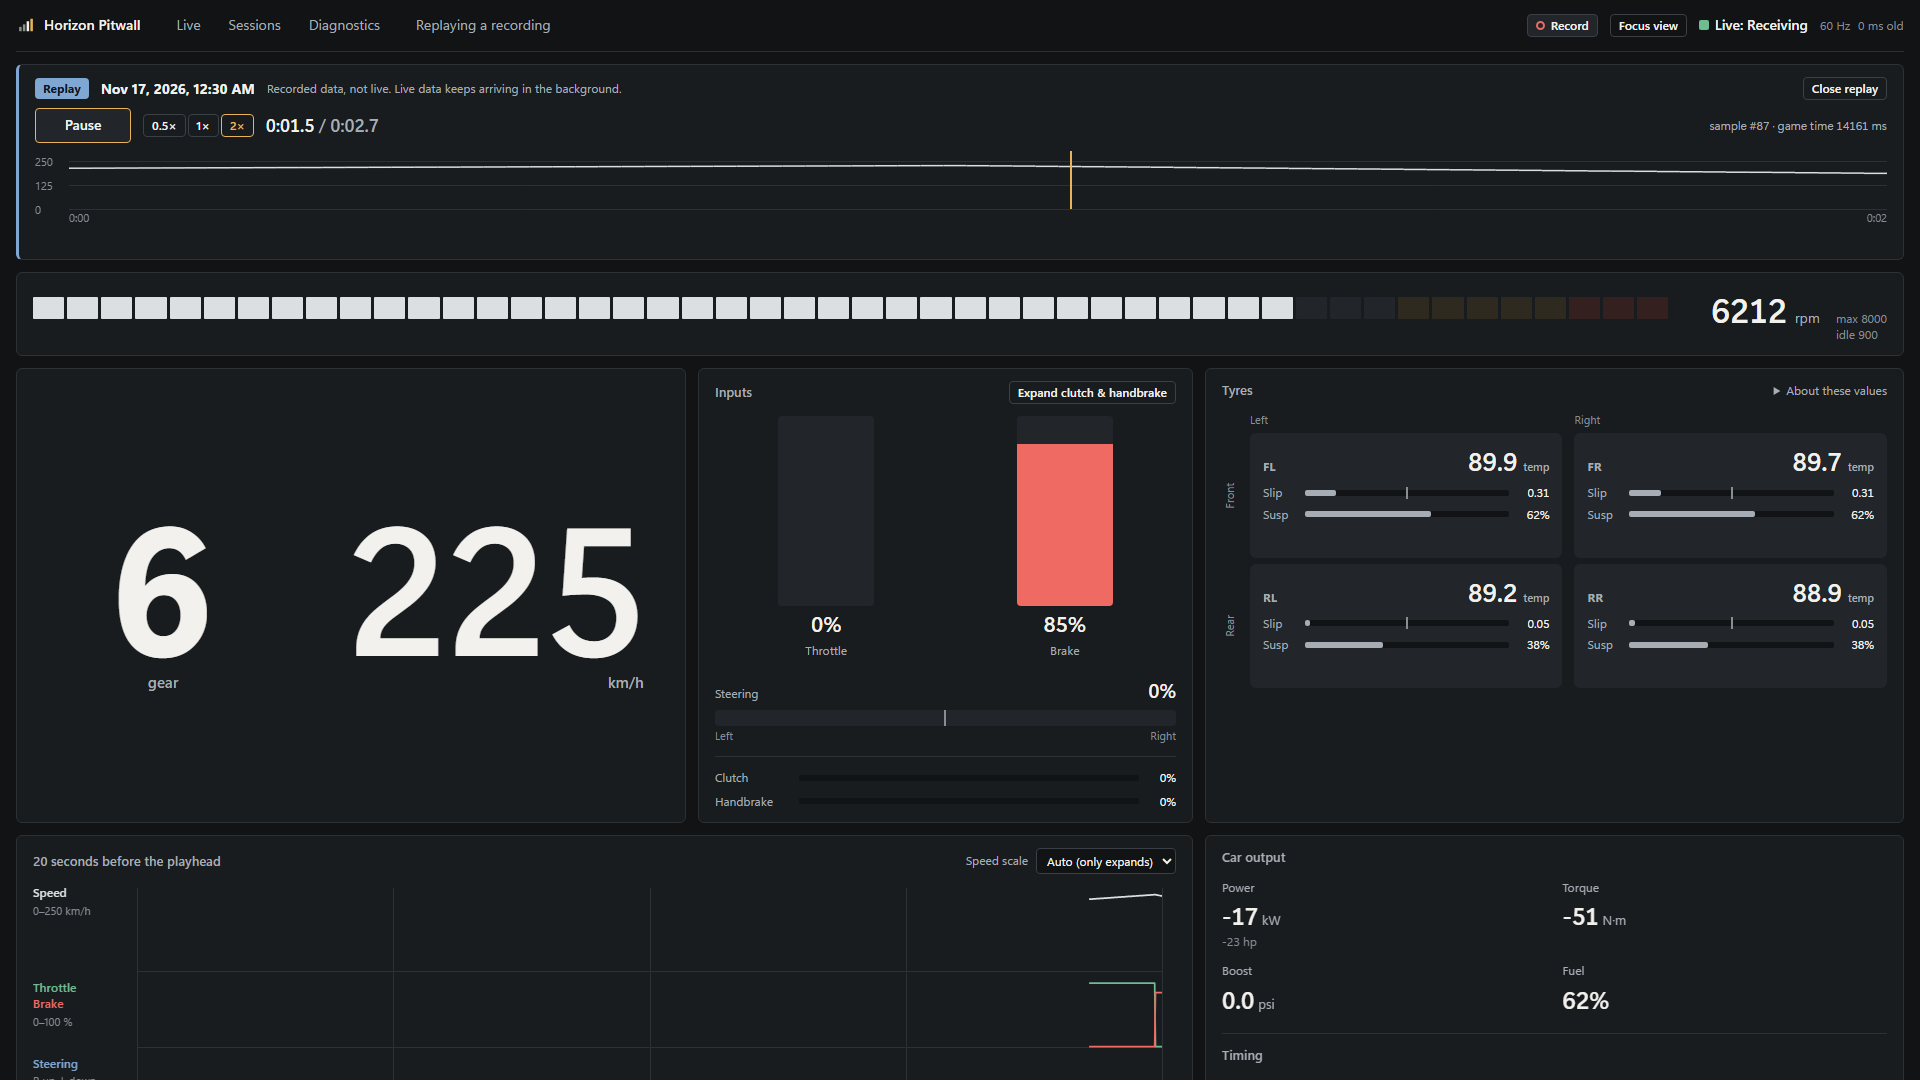 Horizon Pitwall
Live
Sessions
Diagnostics
Replaying a recording
Record
Focus view
Live: Receiving
60 Hz
0 ms old
Replay
Nov 17, 2026, 12:30 AM
Recorded data, not live. Live data keeps arriving in the background.
Close replay
Pause
0.5×
1×
2×
0:01.5 / 0:02.7
sample #87 · game time 14161 ms
250
125
0
0:00
0:02
6212 rpm
max 8000
idle 900
6
gear
225
km/h
Inputs
Expand clutch & handbrake
0%
Throttle
85%
Brake
Steering
0%
Left
Right
Clutch
0%
Handbrake
0%
Tyres
▶ About these values
Left
Right
Front
FL
89.9 temp
Slip
0.31
Susp
62%
FR
89.7 temp
Slip
0.31
Susp
62%
Rear
RL
89.2 temp
Slip
0.05
Susp
38%
RR
88.9 temp
Slip
0.05
Susp
38%
20 seconds before the playhead
Speed scale
Auto (only expands)
Speed
0–250 km/h
Throttle
Brake
0–100 %
Steering
Car output
Power
-17 kW
-23 hp
Torque
-51 N·m
Boost
0.0 psi
Fuel
62%
Timing